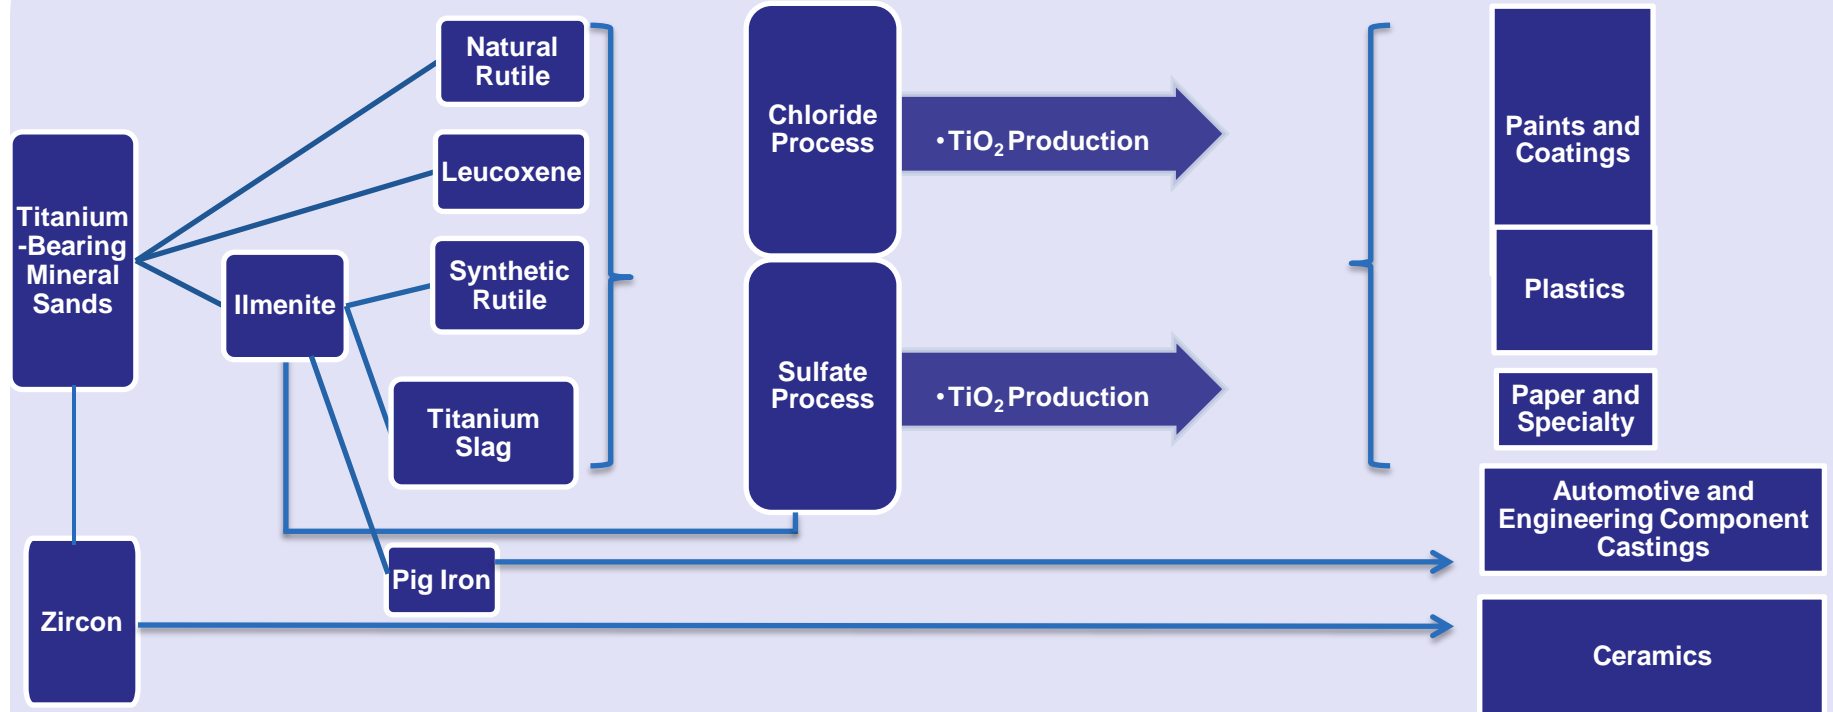 Titanium
-Bearing
Mineral
Sands
Zircon
Ilmenite
Natural
Rutile
Leucoxene
Synthetic
Rutile
Titanium
Slag
Pig Iron
Chloride
Process
• TiO₂ Production
Sulfate
Process
• TiO₂ Production
Paints and
Coatings
Plastics
Paper and
Specialty
Automotive and
Engineering Component
Castings
Ceramics